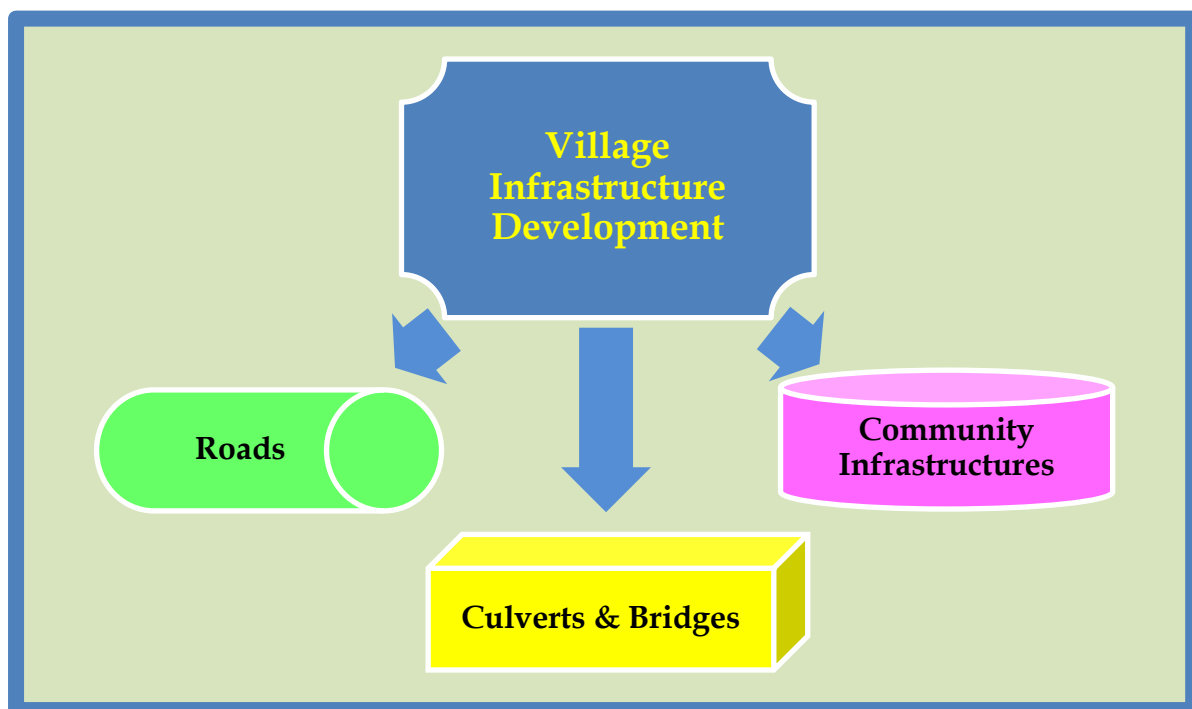 Village
Infrastructure
Development
Roads
Community
Infrastructures
Culverts & Bridges